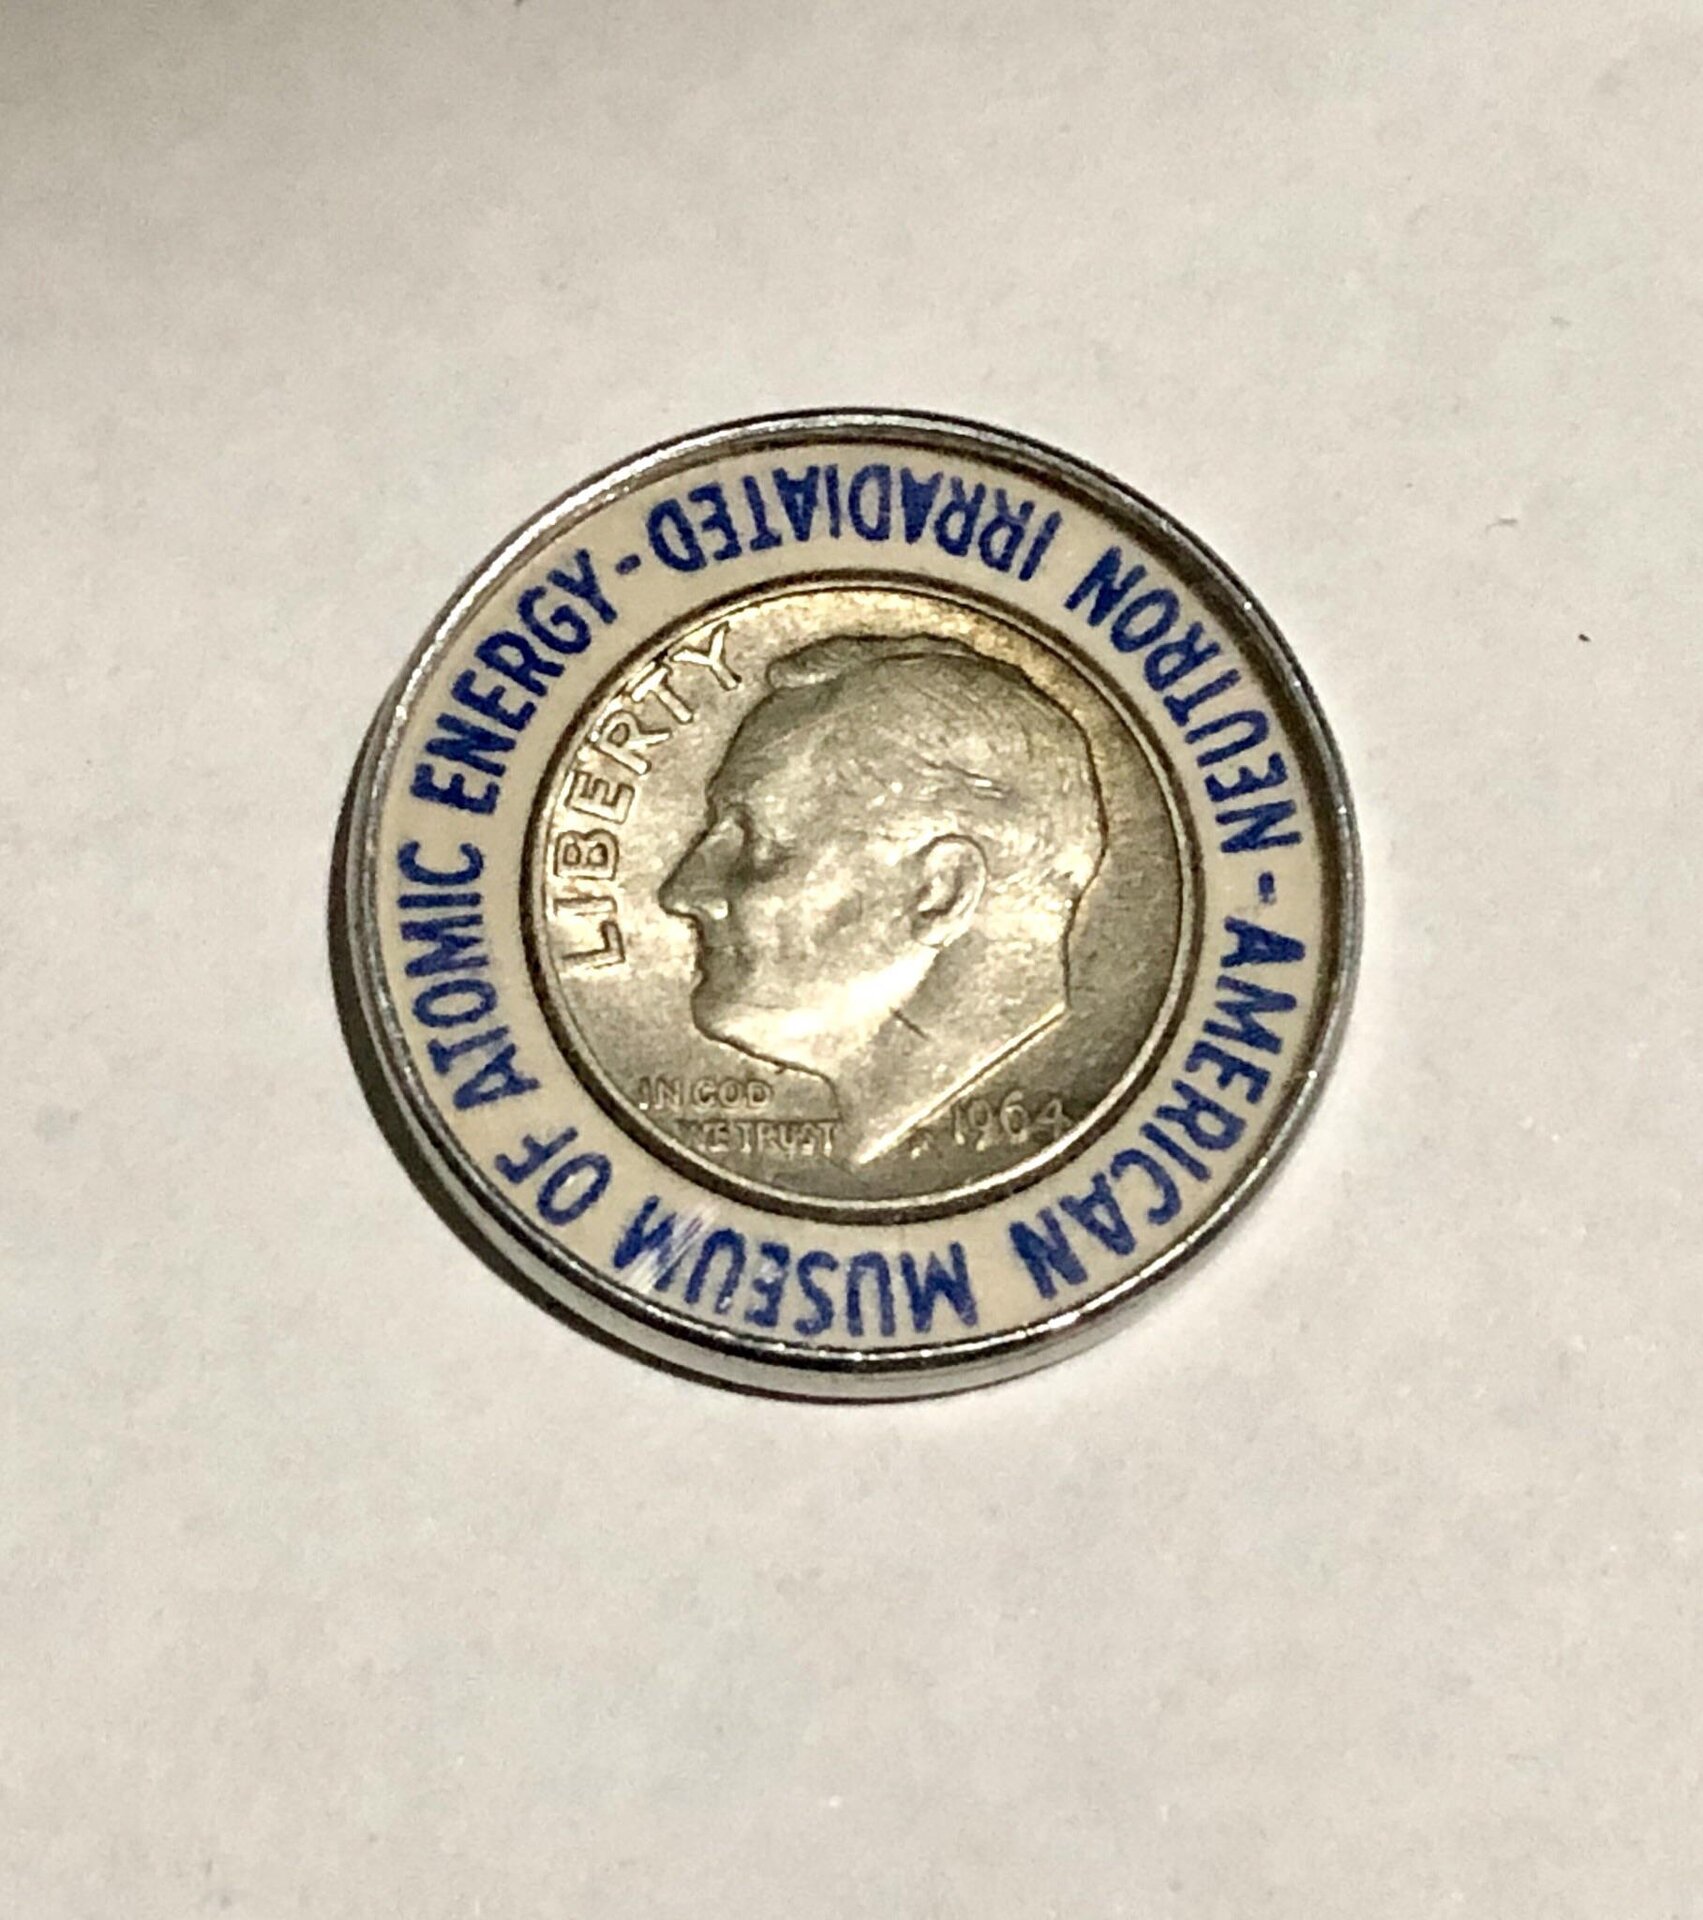 AMERICAN MUSEUM OF ATOMIC ENERGY - NEUTRON IRRADIATED -
LIBERTY
IN GOD
WE TRUST
1964